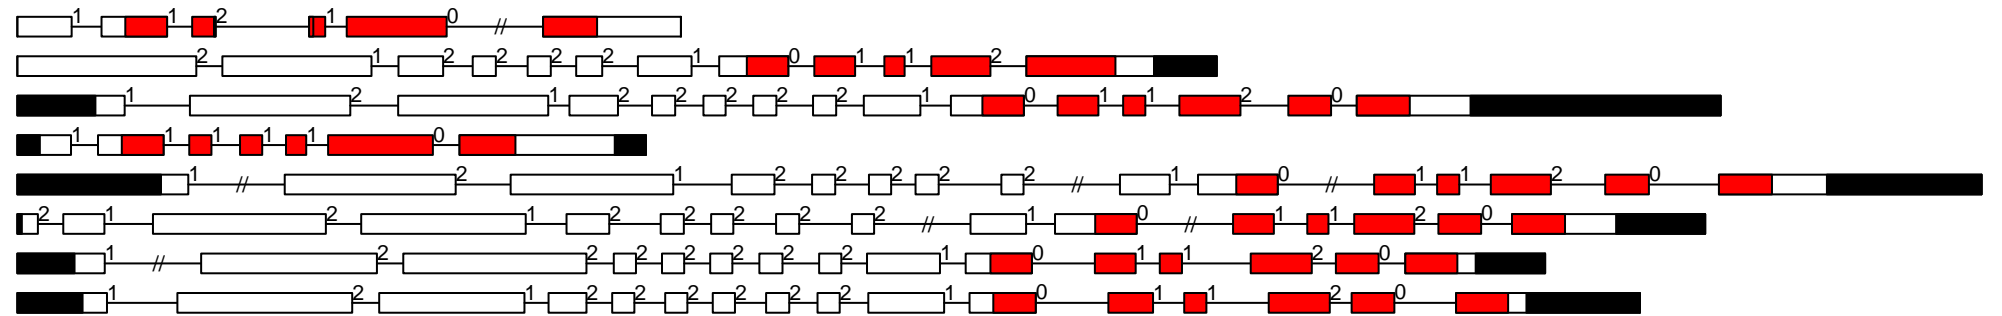 1 1 2 1 0 //
2 1 2 2 2 2 1 0 1 1 2
1 2 1 2 2 2 2 2 1 0 1 1 2 0
1 1 1 1 1 0
1 // 2 1 2 2 2 2 2 // 1 0 // 1 1 2 0
2 1 2 1 2 2 2 2 2 // 1 0 // 1 1 2 0
1 // 2 2 2 2 2 2 2 1 0 1 1 2 0
1 2 1 2 2 2 2 2 2 1 0 1 1 2 0